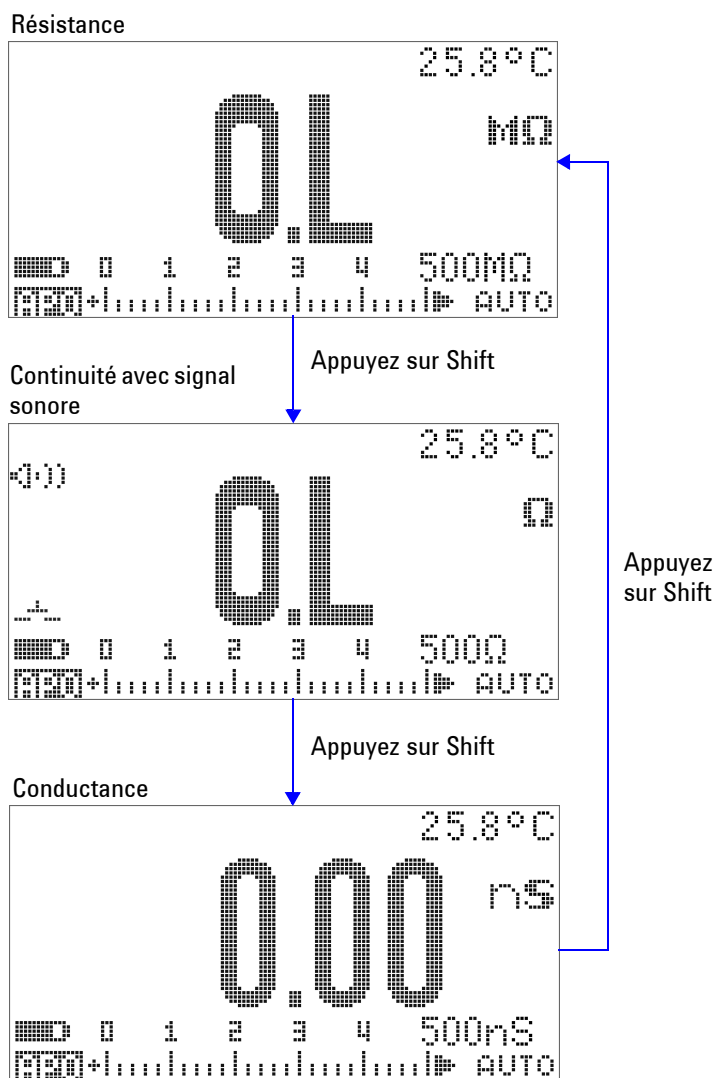 Résistance
25.8°C
MΩ
0.L
0 1 2 3 4 500MΩ
AUTO
Appuyez sur Shift
Continuité avec signal
sonore
25.8°C
Ω
0.L
0 1 2 3 4 500Ω
AUTO
Appuyez
sur Shift
Appuyez sur Shift
Conductance
25.8°C
nS
0.00
0 1 2 3 4 500nS
AUTO